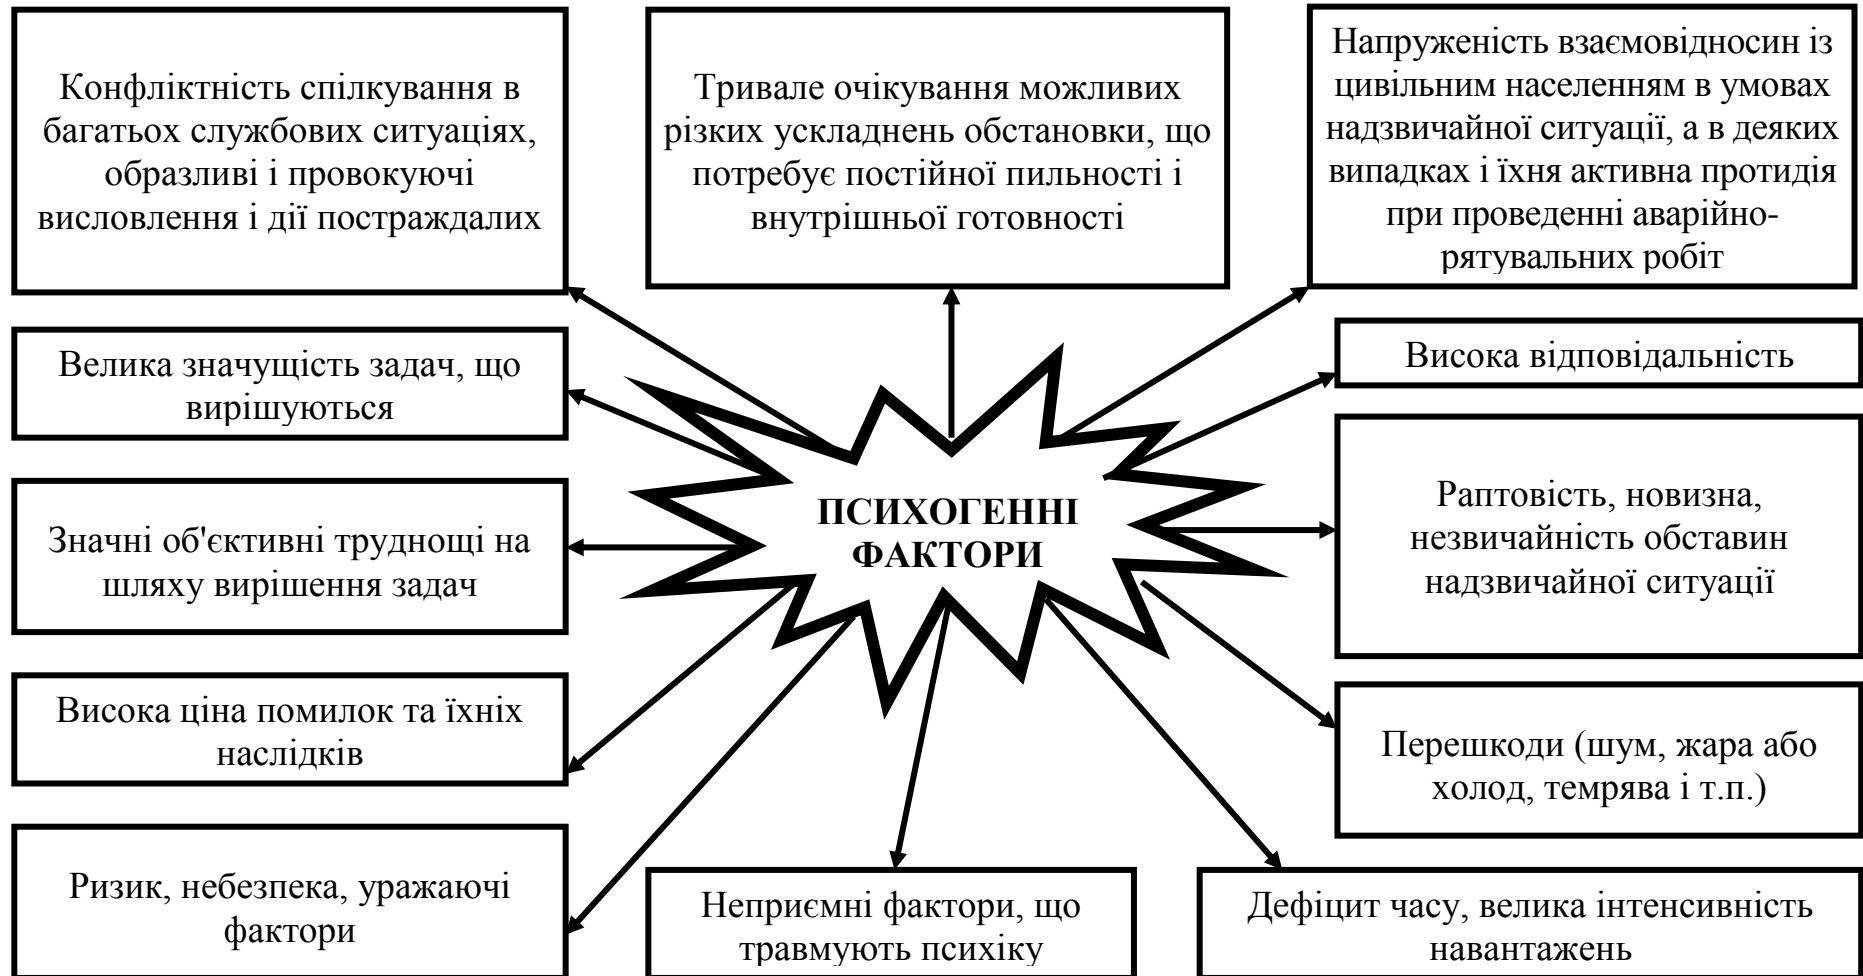 Конфліктність спілкування в
багатьох службових ситуаціях,
образливі і провокуючі
висловлення і дії постраждалих
Тривале очікування можливих
різких ускладнень обстановки, що
потребує постійної пильності і
внутрішньої готовності
Напруженість взаємовідносин із
цивільним населенням в умовах
надзвичайної ситуації, а в деяких
випадках і їхня активна протидія
при проведенні аварійно-
рятувальних робіт
Велика значущість задач, що
вирішуються
Висока відповідальність
ПСИХОГЕННІ
ФАКТОРИ
Значні об'єктивні труднощі на
шляху вирішення задач
Раптовість, новизна,
незвичайність обставин
надзвичайної ситуації
Висока ціна помилок та їхніх
наслідків
Перешкоди (шум, жара або
холод, темрява і т.п.)
Ризик, небезпека, уражаючі
фактори
Неприємні фактори, що
травмують психіку
Дефіцит часу, велика інтенсивність
навантажень